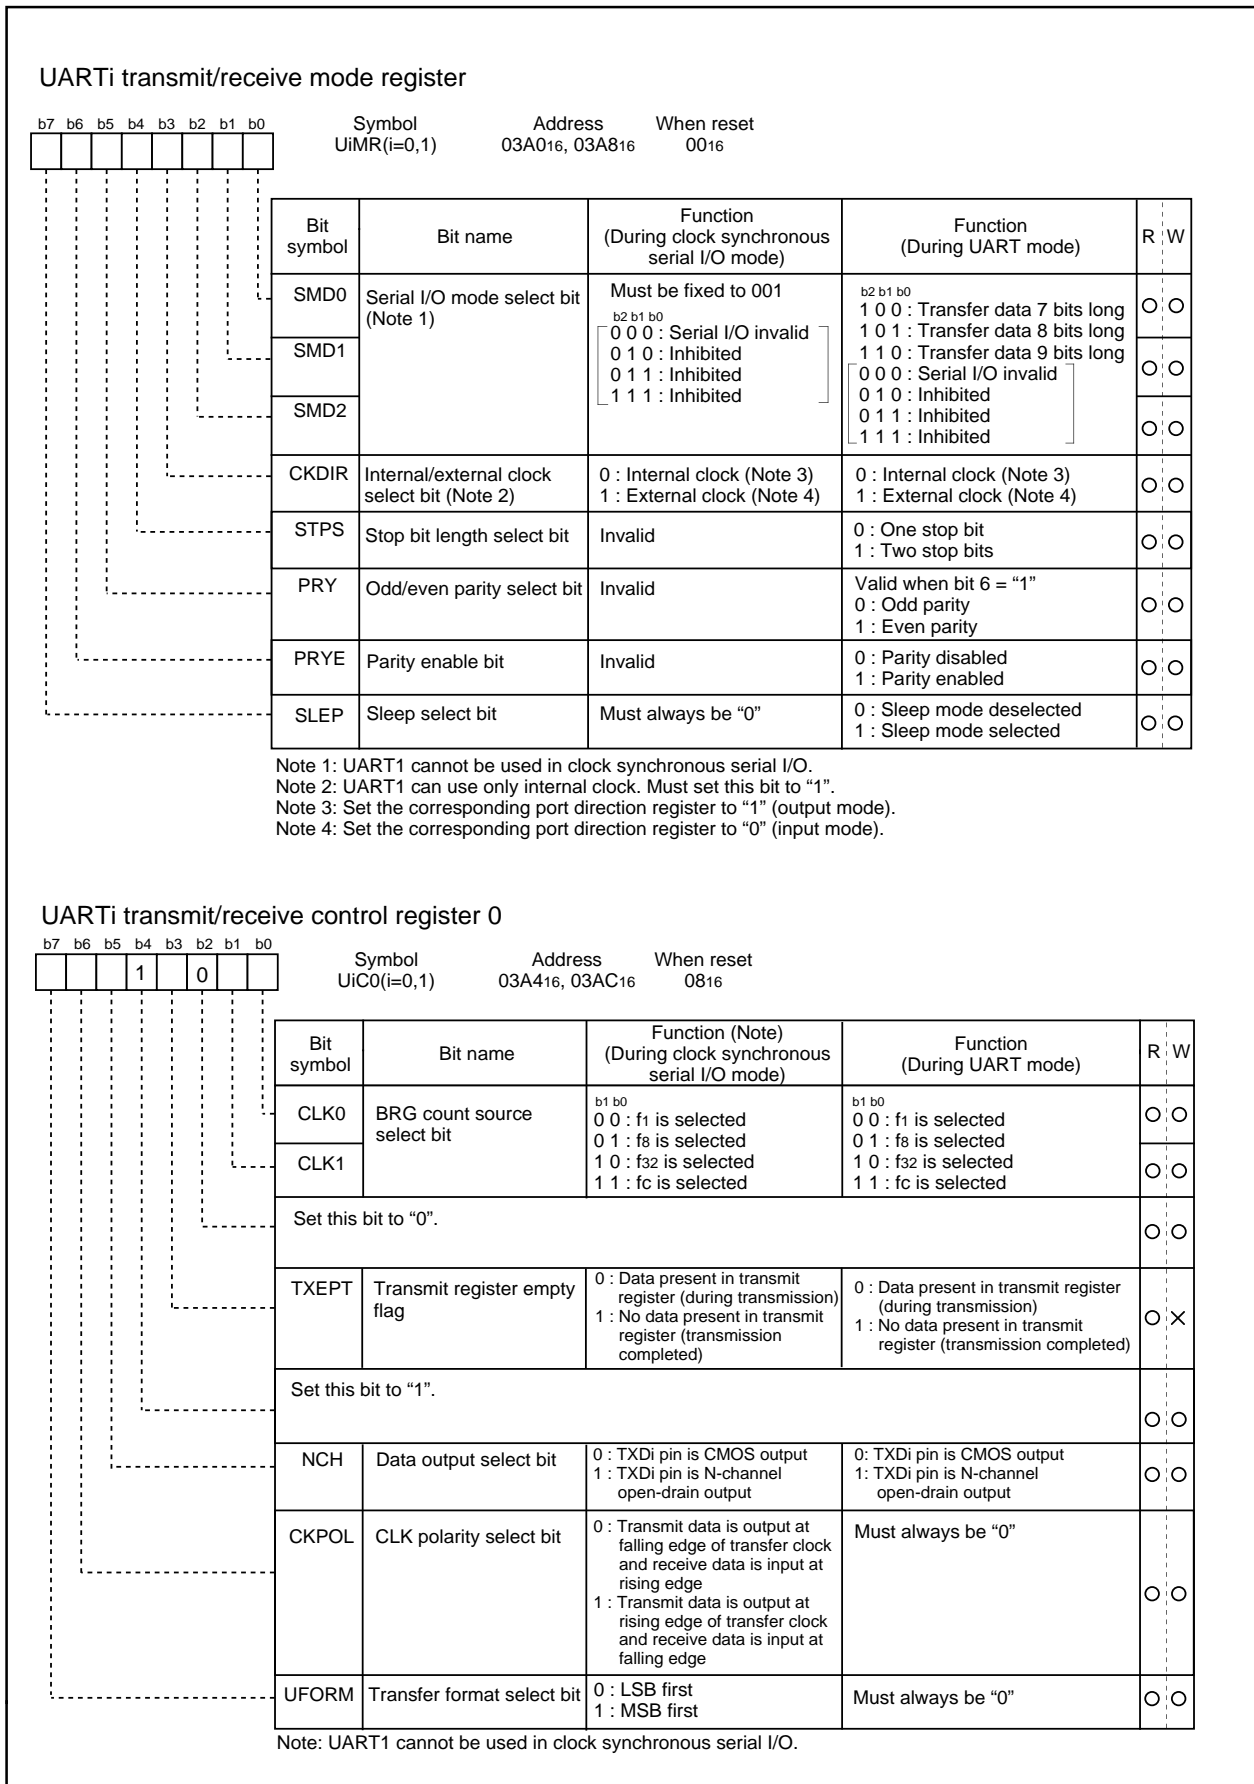 UARTi transmit/receive mode register
b7 b6 b5 b4 b3 b2 b1 b0
Symbol Address When reset
UiMR(i=0,1) 03A016, 03A816 0016
Bit symbol Bit name Function (During clock synchronous serial I/O mode) Function (During UART mode) R W
SMD0 Serial I/O mode select bit (Note 1)
SMD1
SMD2
Must be fixed to 001
b2 b1 b0
0 0 0 : Serial I/O invalid
0 1 0 : Inhibited
0 1 1 : Inhibited
1 1 1 : Inhibited
b2 b1 b0
1 0 0 : Transfer data 7 bits long
1 0 1 : Transfer data 8 bits long
1 1 0 : Transfer data 9 bits long
0 0 0 : Serial I/O invalid
0 1 0 : Inhibited
0 1 1 : Inhibited
1 1 1 : Inhibited
CKDIR Internal/external clock select bit (Note 2)
0 : Internal clock (Note 3)
1 : External clock (Note 4)
0 : Internal clock (Note 3)
1 : External clock (Note 4)
STPS Stop bit length select bit Invalid
0 : One stop bit
1 : Two stop bits
PRY Odd/even parity select bit Invalid
Valid when bit 6 = “1”
0 : Odd parity
1 : Even parity
PRYE Parity enable bit Invalid
0 : Parity disabled
1 : Parity enabled
SLEP Sleep select bit Must always be “0”
0 : Sleep mode deselected
1 : Sleep mode selected
Note 1: UART1 cannot be used in clock synchronous serial I/O.
Note 2: UART1 can use only internal clock. Must set this bit to “1”.
Note 3: Set the corresponding port direction register to “1” (output mode).
Note 4: Set the corresponding port direction register to “0” (input mode).
UARTi transmit/receive control register 0
b7 b6 b5 b4 b3 b2 b1 b0
1 0
Symbol Address When reset
UiC0(i=0,1) 03A416, 03AC16 0816
Bit symbol Bit name Function (Note) (During clock synchronous serial I/O mode) Function (During UART mode) R W
CLK0 BRG count source select bit
CLK1
b1 b0
0 0 : f1 is selected
0 1 : f8 is selected
1 0 : f32 is selected
1 1 : fc is selected
b1 b0
0 0 : f1 is selected
0 1 : f8 is selected
1 0 : f32 is selected
1 1 : fc is selected
Set this bit to “0”.
TXEPT Transmit register empty flag
0 : Data present in transmit
register (during transmission)
1 : No data present in transmit
register (transmission
completed)
0 : Data present in transmit register
(during transmission)
1 : No data present in transmit
register (transmission completed)
Set this bit to “1”.
NCH Data output select bit
0 : TXDi pin is CMOS output
1 : TXDi pin is N-channel
open-drain output
0: TXDi pin is CMOS output
1: TXDi pin is N-channel
open-drain output
CKPOL CLK polarity select bit
0 : Transmit data is output at
falling edge of transfer clock
and receive data is input at
rising edge
1 : Transmit data is output at
rising edge of transfer clock
and receive data is input at
falling edge
Must always be “0”
UFORM Transfer format select bit
0 : LSB first
1 : MSB first
Must always be “0”
Note: UART1 cannot be used in clock synchronous serial I/O.